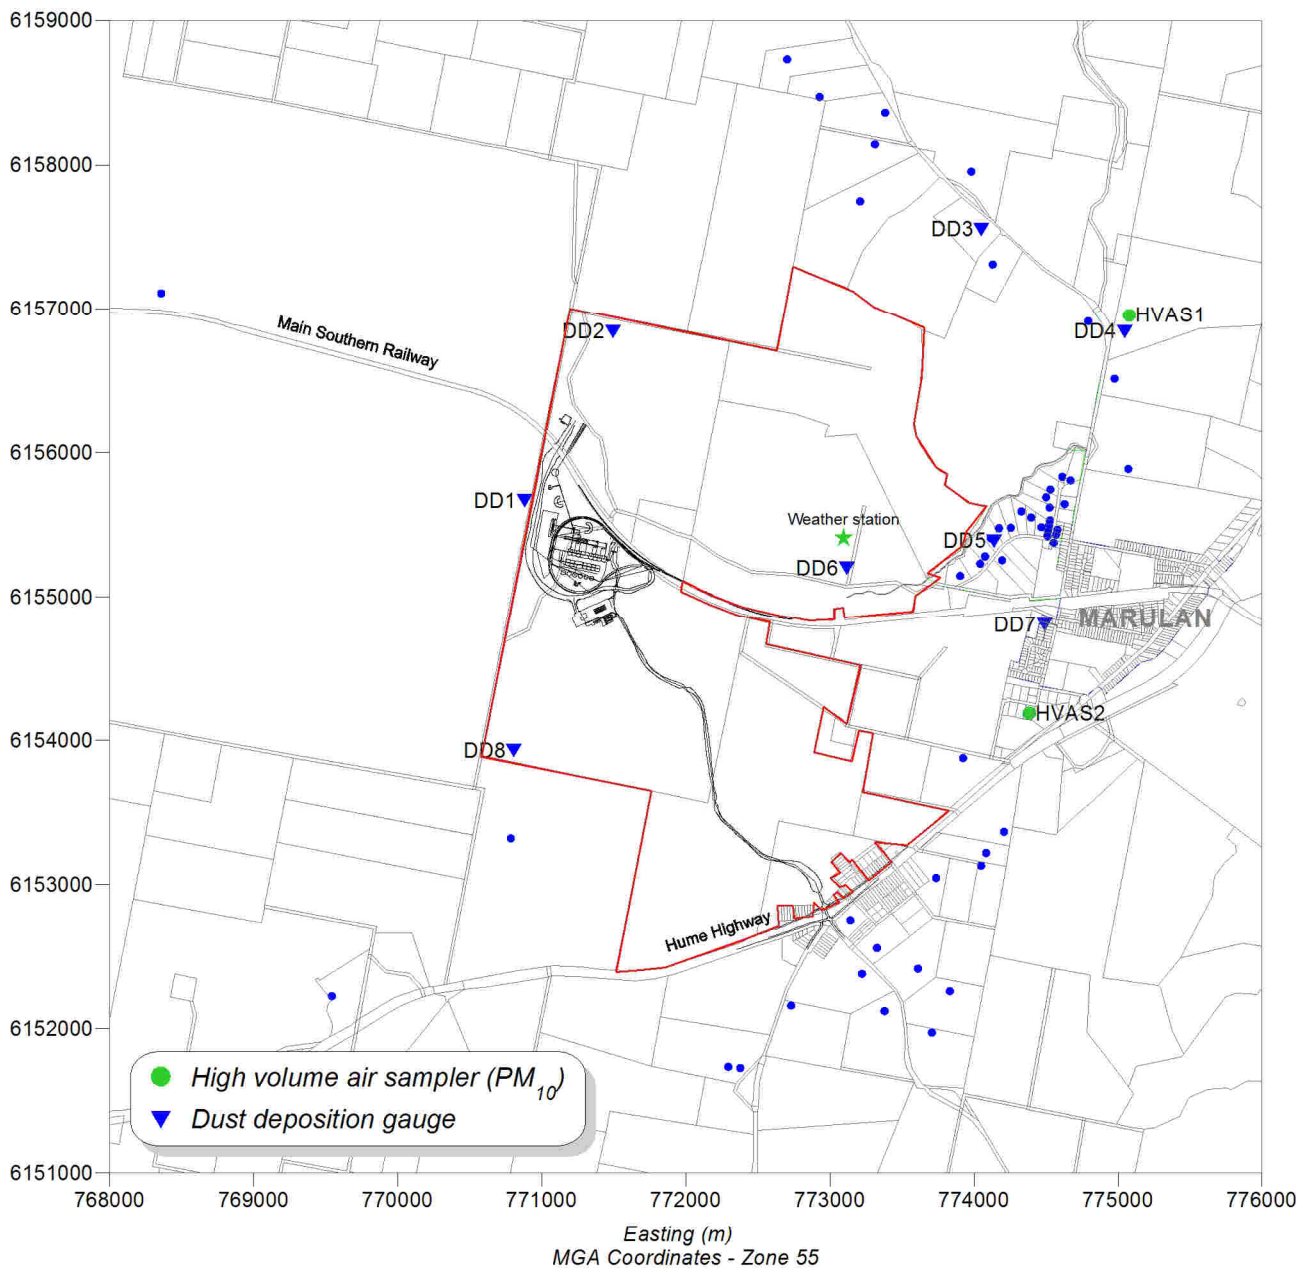 6159000
6158000
DD3
6157000
HVAS1
DD2
DD4
Main Southern Railway
6156000
DD1
Weather station
DD5
DD6
6155000
MARULAN
DD7
HVAS2
6154000
DD8
6153000
Hume Highway
6152000
High volume air sampler (PM10)
Dust deposition gauge
6151000
768000 769000 770000 771000 772000 773000 774000 775000 776000
Easting (m)
MGA Coordinates - Zone 55